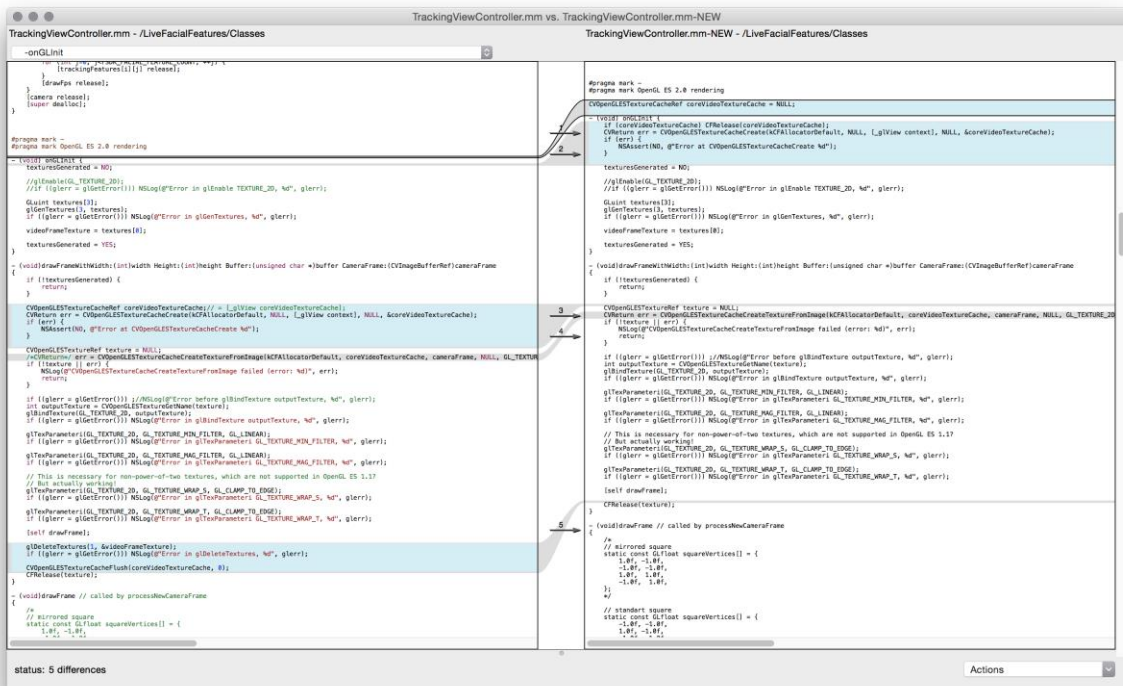 TrackingViewController.mm vs. TrackingViewController.mm-NEW
TrackingViewController.mm - /LiveFacialFeatures/Classes
-onGLInit
for (int j=0; j<FSDK_FACIAL_FEATURE_COUNT; ++j) {
[trackingFeatures[i][j] release];
}
[drawFps release];
}
[camera release];
[super dealloc];
}
#pragma mark -
#pragma mark OpenGL ES 2.0 rendering
- (void) onGLInit {
texturesGenerated = NO;
//glEnable(GL_TEXTURE_2D);
//if ((glerr = glGetError())) NSLog(@"Error in glEnable TEXTURE_2D, %d", glerr);
GLuint textures[3];
glGenTextures(3, textures);
if ((glerr = glGetError())) NSLog(@"Error in glGenTextures, %d", glerr);
videoFrameTexture = textures[0];
texturesGenerated = YES;
}
- (void)drawFrameWithWidth:(int)width Height:(int)height Buffer:(unsigned char *)buffer CameraFrame:(CVImageBufferRef)cameraFrame
{
if (!texturesGenerated) {
return;
}
CVOpenGLESTextureCacheRef coreVideoTextureCache;// = [_glView coreVideoTextureCache];
CVReturn err = CVOpenGLESTextureCacheCreate(kCFAllocatorDefault, NULL, [_glView context], NULL, &coreVideoTextureCache);
if (err) {
NSAssert(NO, @"Error at CVOpenGLESTextureCacheCreate %d");
}
CVOpenGLESTextureRef texture = NULL;
/*CVReturn*/ err = CVOpenGLESTextureCacheCreateTextureFromImage(kCFAllocatorDefault, coreVideoTextureCache, cameraFrame, NULL, GL_TEXTUR
if (!texture || err) {
NSLog(@"CVOpenGLESTextureCacheCreateTextureFromImage failed (error: %d)", err);
return;
}
if ((glerr = glGetError())) ;//NSLog(@"Error before glBindTexture outputTexture, %d", glerr);
int outputTexture = CVOpenGLESTextureGetName(texture);
glBindTexture(GL_TEXTURE_2D, outputTexture);
if ((glerr = glGetError())) NSLog(@"Error in glBindTexture outputTexture, %d", glerr);
glTexParameteri(GL_TEXTURE_2D, GL_TEXTURE_MIN_FILTER, GL_LINEAR);
if ((glerr = glGetError())) NSLog(@"Error in glTexParameteri GL_TEXTURE_MIN_FILTER, %d", glerr);
glTexParameteri(GL_TEXTURE_2D, GL_TEXTURE_MAG_FILTER, GL_LINEAR);
if ((glerr = glGetError())) NSLog(@"Error in glTexParameteri GL_TEXTURE_MAG_FILTER, %d", glerr);
// This is necessary for non-power-of-two textures, which are not supported in OpenGL ES 1.1?
// But actually working!
glTexParameteri(GL_TEXTURE_2D, GL_TEXTURE_WRAP_S, GL_CLAMP_TO_EDGE);
if ((glerr = glGetError())) NSLog(@"Error in glTexParameteri GL_TEXTURE_WRAP_S, %d", glerr);
glTexParameteri(GL_TEXTURE_2D, GL_TEXTURE_WRAP_T, GL_CLAMP_TO_EDGE);
if ((glerr = glGetError())) NSLog(@"Error in glTexParameteri GL_TEXTURE_WRAP_T, %d", glerr);
[self drawFrame];
glDeleteTextures(1, &videoFrameTexture);
if ((glerr = glGetError())) NSLog(@"Error in glDeleteTextures, %d", glerr);
CVOpenGLESTextureCacheFlush(coreVideoTextureCache, 0);
CFRelease(texture);
}
- (void)drawFrame // called by processNewCameraFrame
{
/*
// mirrored square
static const GLfloat squareVertices[] = {
1.0f, -1.0f,
1
2
3
4
5
TrackingViewController.mm-NEW - /LiveFacialFeatures/Classes
#pragma mark -
#pragma mark OpenGL ES 2.0 rendering
CVOpenGLESTextureCacheRef coreVideoTextureCache = NULL;
- (void) onGLInit {
if (coreVideoTextureCache) CFRelease(coreVideoTextureCache);
CVReturn err = CVOpenGLESTextureCacheCreate(kCFAllocatorDefault, NULL, [_glView context], NULL, &coreVideoTextureCache);
if (err) {
NSAssert(NO, @"Error at CVOpenGLESTextureCacheCreate %d");
}
texturesGenerated = NO;
//glEnable(GL_TEXTURE_2D);
//if ((glerr = glGetError())) NSLog(@"Error in glEnable TEXTURE_2D, %d", glerr);
GLuint textures[3];
glGenTextures(3, textures);
if ((glerr = glGetError())) NSLog(@"Error in glGenTextures, %d", glerr);
videoFrameTexture = textures[0];
texturesGenerated = YES;
}
- (void)drawFrameWithWidth:(int)width Height:(int)height Buffer:(unsigned char *)buffer CameraFrame:(CVImageBufferRef)cameraFrame
{
if (!texturesGenerated) {
return;
}
CVOpenGLESTextureRef texture = NULL;
CVReturn err = CVOpenGLESTextureCacheCreateTextureFromImage(kCFAllocatorDefault, coreVideoTextureCache, cameraFrame, NULL, GL_TEXTURE_2D
if (!texture || err) {
NSLog(@"CVOpenGLESTextureCacheCreateTextureFromImage failed (error: %d)", err);
return;
}
if ((glerr = glGetError())) ;//NSLog(@"Error before glBindTexture outputTexture, %d", glerr);
int outputTexture = CVOpenGLESTextureGetName(texture);
glBindTexture(GL_TEXTURE_2D, outputTexture);
if ((glerr = glGetError())) NSLog(@"Error in glBindTexture outputTexture, %d", glerr);
glTexParameteri(GL_TEXTURE_2D, GL_TEXTURE_MIN_FILTER, GL_LINEAR);
if ((glerr = glGetError())) NSLog(@"Error in glTexParameteri GL_TEXTURE_MIN_FILTER, %d", glerr);
glTexParameteri(GL_TEXTURE_2D, GL_TEXTURE_MAG_FILTER, GL_LINEAR);
if ((glerr = glGetError())) NSLog(@"Error in glTexParameteri GL_TEXTURE_MAG_FILTER, %d", glerr);
// This is necessary for non-power-of-two textures, which are not supported in OpenGL ES 1.1?
// But actually working!
glTexParameteri(GL_TEXTURE_2D, GL_TEXTURE_WRAP_S, GL_CLAMP_TO_EDGE);
if ((glerr = glGetError())) NSLog(@"Error in glTexParameteri GL_TEXTURE_WRAP_S, %d", glerr);
glTexParameteri(GL_TEXTURE_2D, GL_TEXTURE_WRAP_T, GL_CLAMP_TO_EDGE);
if ((glerr = glGetError())) NSLog(@"Error in glTexParameteri GL_TEXTURE_WRAP_T, %d", glerr);
[self drawFrame];
CFRelease(texture);
}
- (void)drawFrame // called by processNewCameraFrame
{
/*
// mirrored square
static const GLfloat squareVertices[] = {
1.0f, -1.0f,
-1.0f, -1.0f,
1.0f, 1.0f,
-1.0f, 1.0f,
};
*/
// standart square
static const GLfloat squareVertices[] = {
-1.0f, -1.0f,
1.0f, -1.0f,
status: 5 differences
Actions